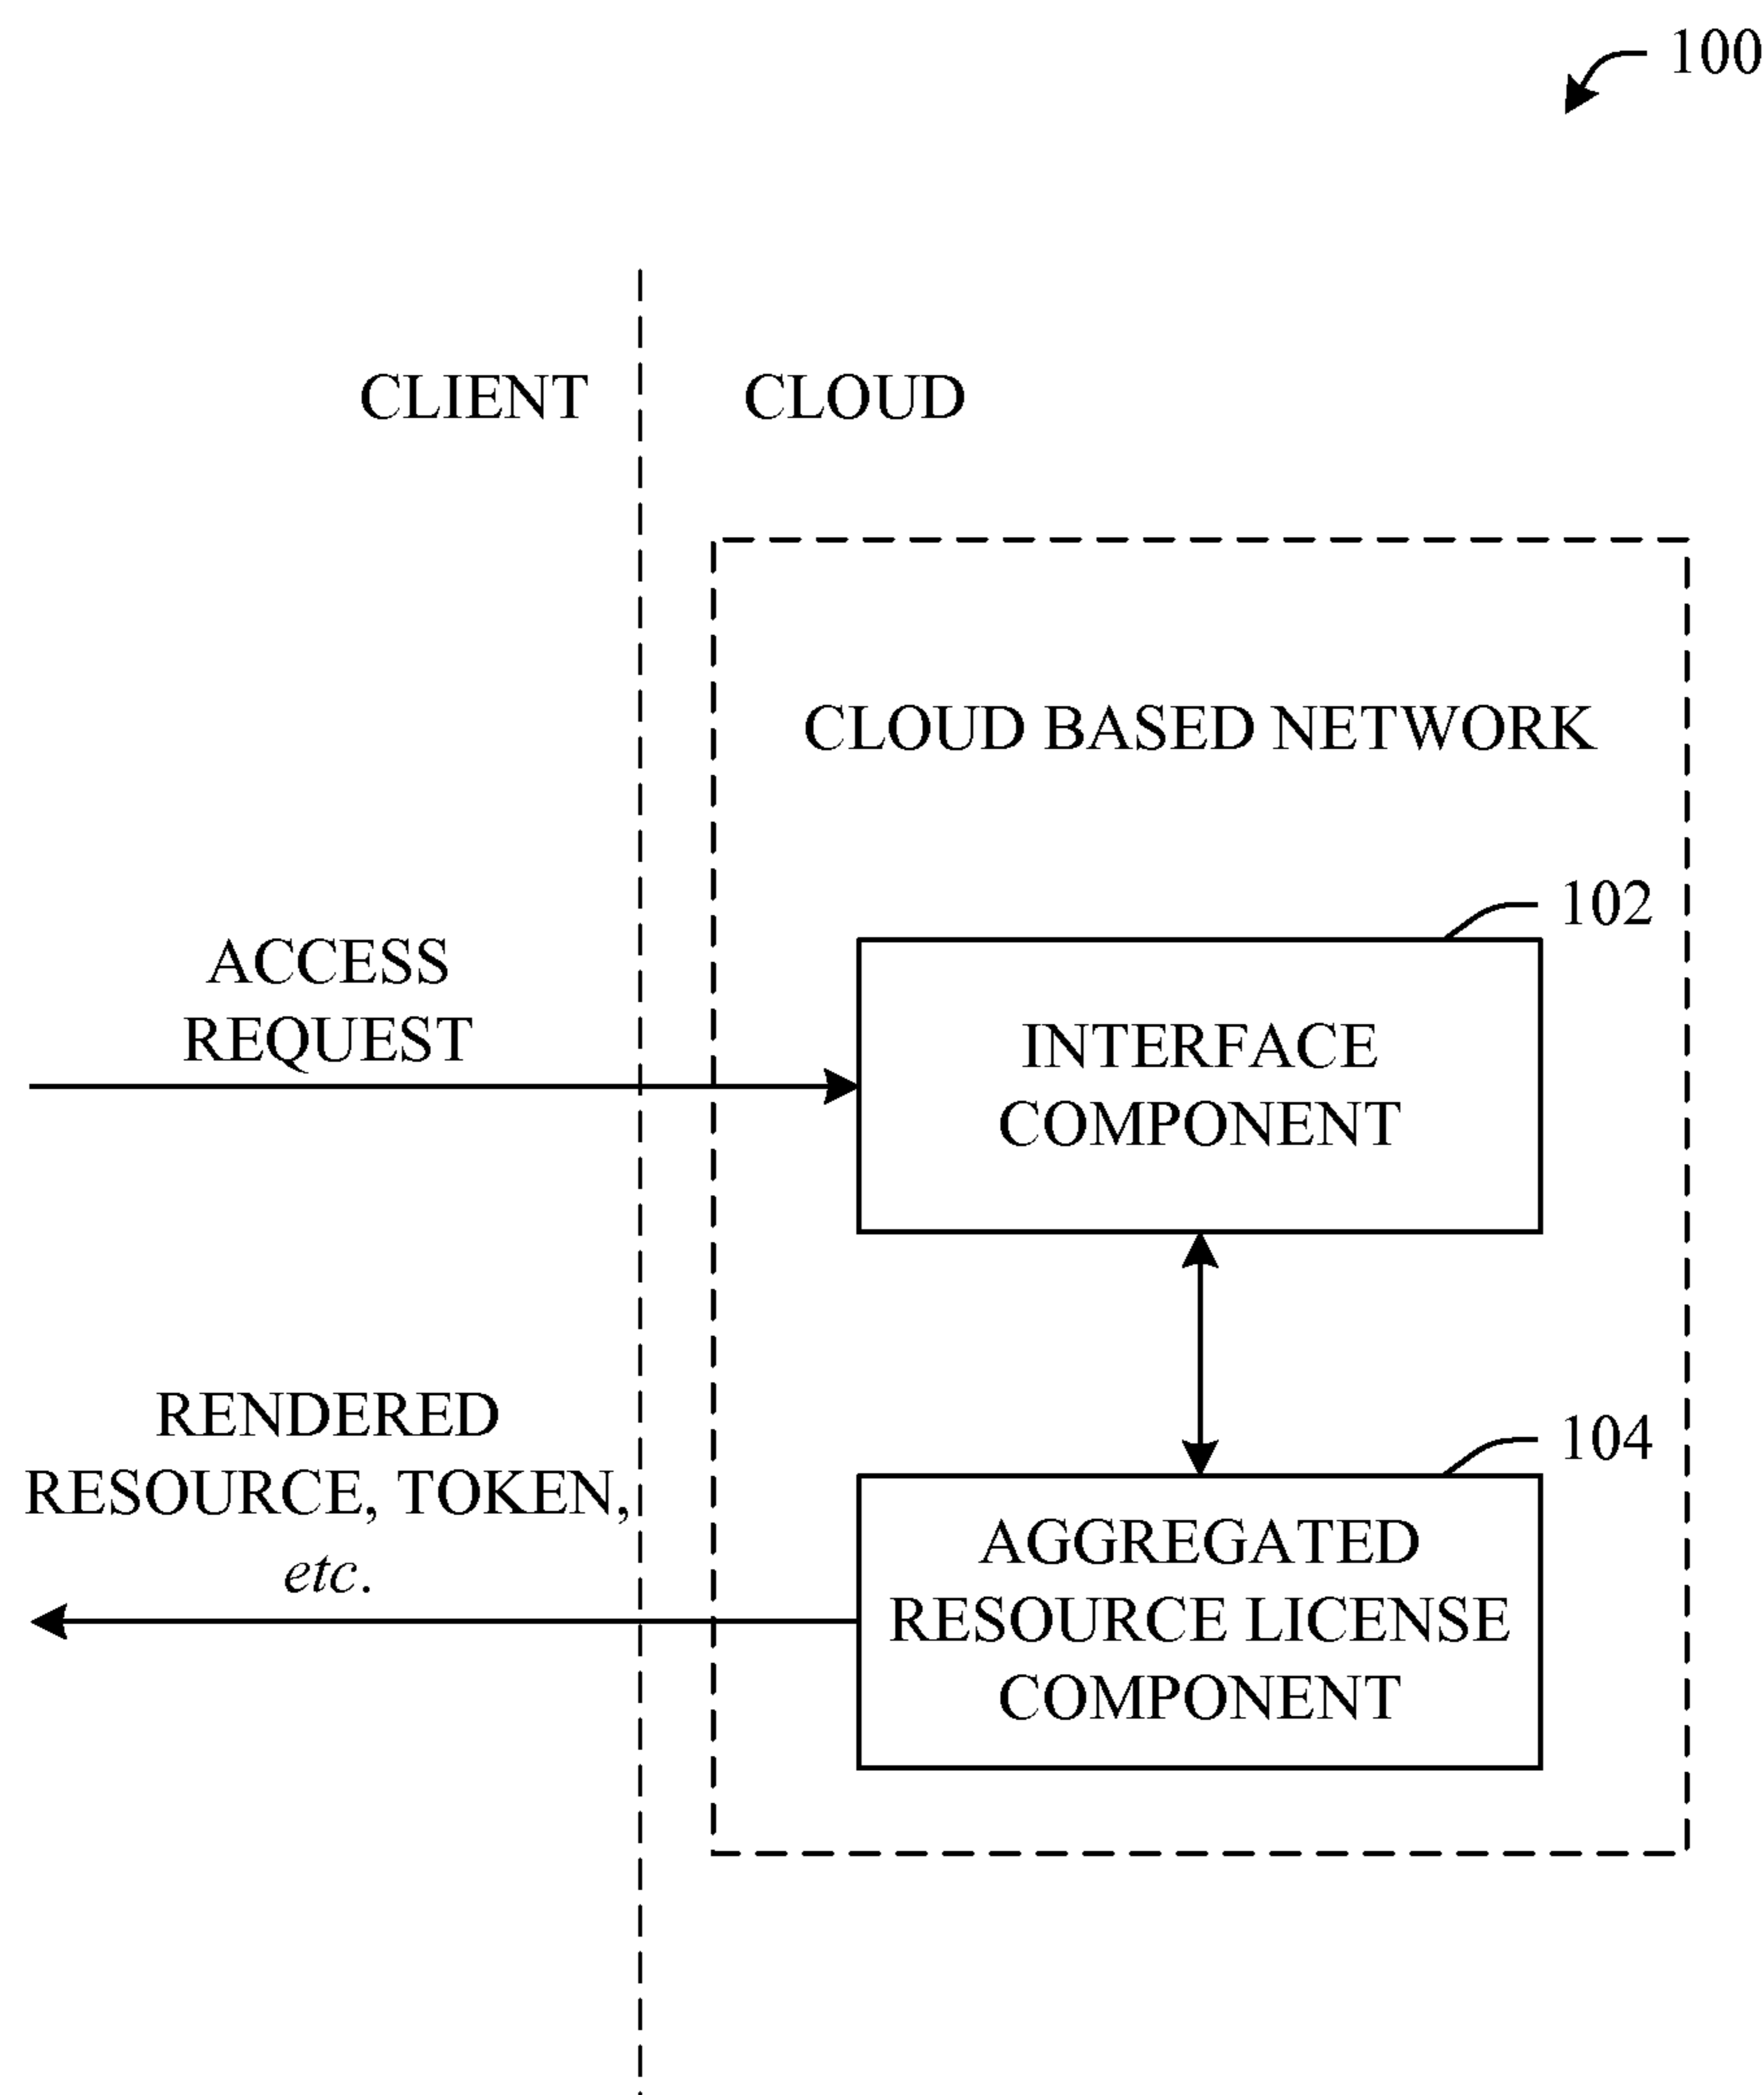 100
CLIENT
CLOUD
CLOUD BASED NETWORK
102
ACCESS
REQUEST
INTERFACE
COMPONENT
RENDERED
RESOURCE, TOKEN,
etc.
104
AGGREGATED
RESOURCE LICENSE
COMPONENT